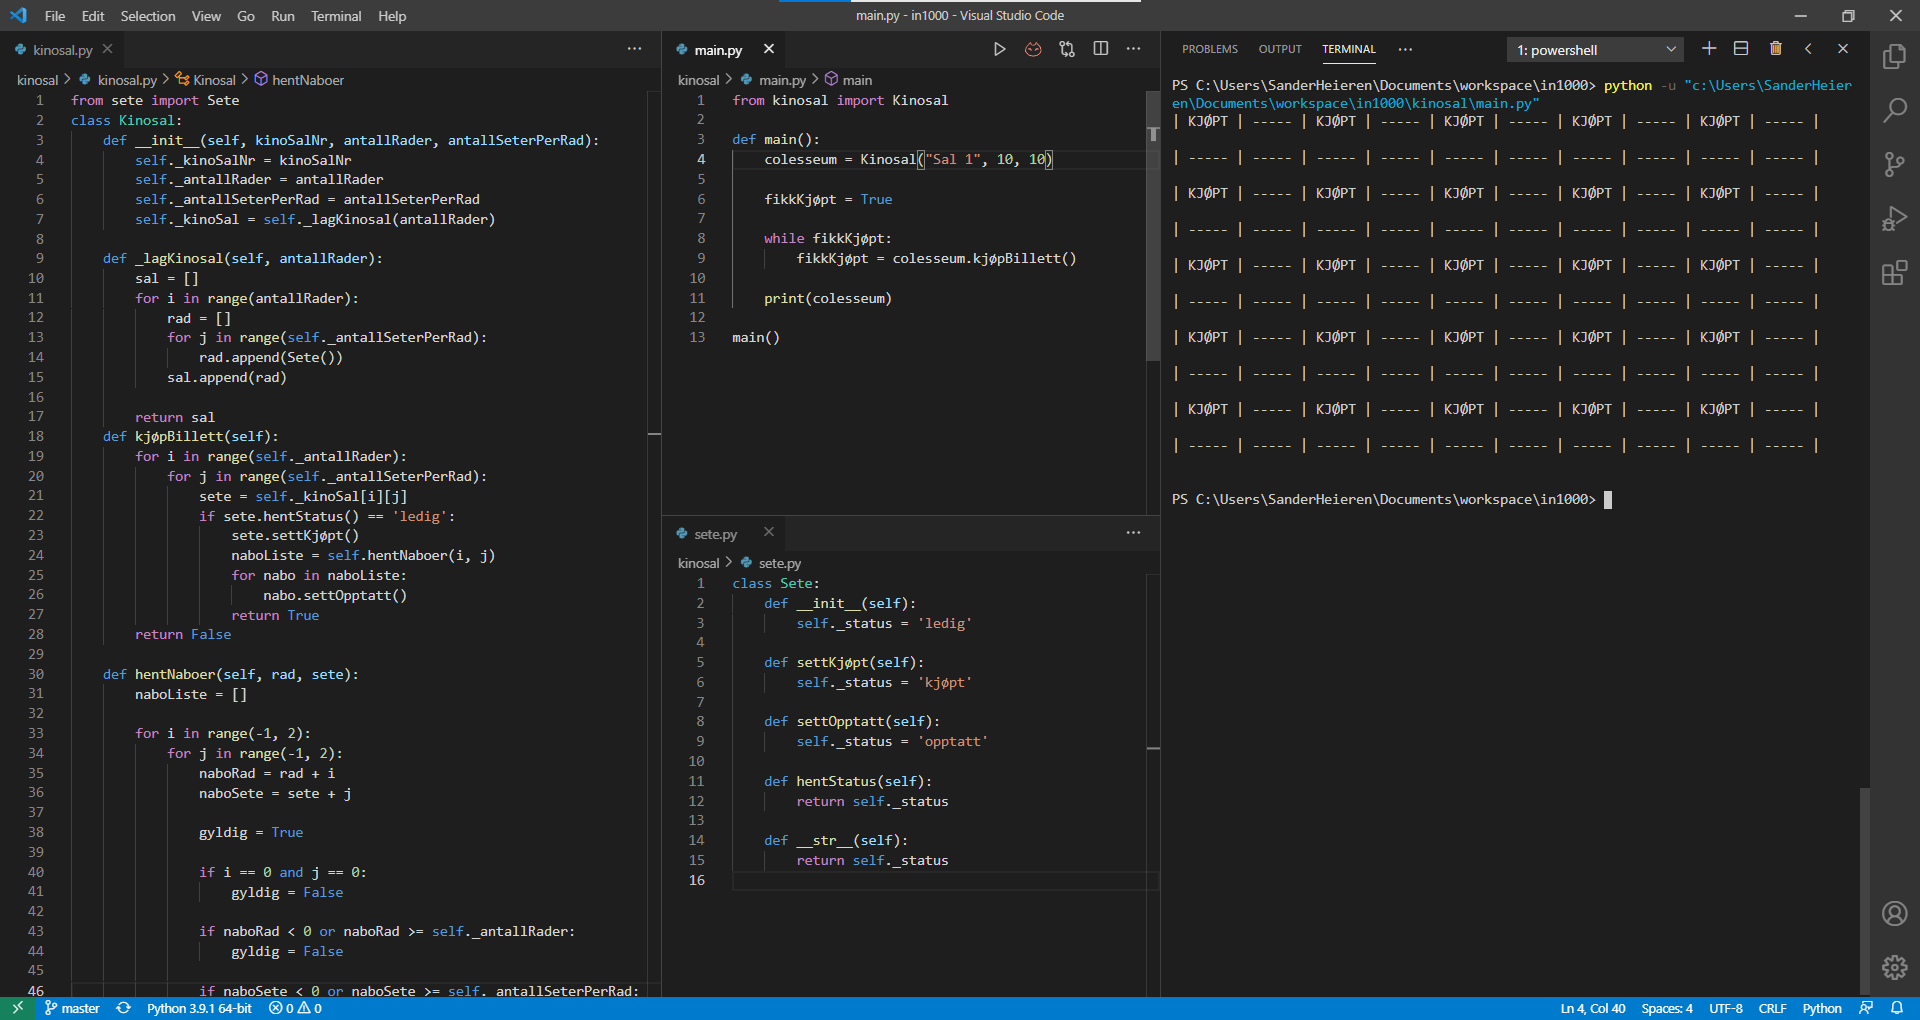 File Edit Selection View Go Run Terminal Help
main.py - in1000 - Visual Studio Code
kinosal.py
kinosal > kinosal.py > Kinosal > hentNaboer
1 from sete import Sete
2 class Kinosal:
3 def __init__(self, kinoSalNr, antallRader, antallSeterPerRad):
4 self._kinoSalNr = kinoSalNr
5 self._antallRader = antallRader
6 self._antallSeterPerRad = antallSeterPerRad
7 self._kinoSal = self._lagKinosal(antallRader)
8
9 def _lagKinosal(self, antallRader):
10 sal = []
11 for i in range(antallRader):
12 rad = []
13 for j in range(self._antallSeterPerRad):
14 rad.append(Sete())
15 sal.append(rad)
16
17 return sal
18 def kjøpBillett(self):
19 for i in range(self._antallRader):
20 for j in range(self._antallSeterPerRad):
21 sete = self._kinoSal[i][j]
22 if sete.hentStatus() == 'ledig':
23 sete.settKjøpt()
24 naboListe = self.hentNaboer(i, j)
25 for nabo in naboListe:
26 nabo.settOpptatt()
27 return True
28 return False
29
30 def hentNaboer(self, rad, sete):
31 naboListe = []
32
33 for i in range(-1, 2):
34 for j in range(-1, 2):
35 naboRad = rad + i
36 naboSete = sete + j
37
38 gyldig = True
39
40 if i == 0 and j == 0:
41 gyldig = False
42
43 if naboRad < 0 or naboRad >= self._antallRader:
44 gyldig = False
45
46 if naboSete < 0 or naboSete >= self._antallSeterPerRad:
main.py
kinosal > main.py > main
1 from kinosal import Kinosal
2
3 def main():
4 colesseum = Kinosal("Sal 1", 10, 10)
5
6 fikkKjøpt = True
7
8 while fikkKjøpt:
9 fikkKjøpt = colesseum.kjøpBillett()
10
11 print(colesseum)
12
13 main()
sete.py
kinosal > sete.py
1 class Sete:
2 def __init__(self):
3 self._status = 'ledig'
4
5 def settKjøpt(self):
6 self._status = 'kjøpt'
7
8 def settOpptatt(self):
9 self._status = 'opptatt'
10
11 def hentStatus(self):
12 return self._status
13
14 def __str__(self):
15 return self._status
16
PROBLEMS OUTPUT TERMINAL ··· 1: powershell
PS C:\Users\SanderHeieren\Documents\workspace\in1000> python -u "c:\Users\SanderHeier
en\Documents\workspace\in1000\kinosal\main.py"
| KJØPT | ----- | KJØPT | ----- | KJØPT | ----- | KJØPT | ----- | KJØPT | ----- |
| ----- | ----- | ----- | ----- | ----- | ----- | ----- | ----- | ----- | ----- |
| KJØPT | ----- | KJØPT | ----- | KJØPT | ----- | KJØPT | ----- | KJØPT | ----- |
| ----- | ----- | ----- | ----- | ----- | ----- | ----- | ----- | ----- | ----- |
| KJØPT | ----- | KJØPT | ----- | KJØPT | ----- | KJØPT | ----- | KJØPT | ----- |
| ----- | ----- | ----- | ----- | ----- | ----- | ----- | ----- | ----- | ----- |
| KJØPT | ----- | KJØPT | ----- | KJØPT | ----- | KJØPT | ----- | KJØPT | ----- |
| ----- | ----- | ----- | ----- | ----- | ----- | ----- | ----- | ----- | ----- |
| KJØPT | ----- | KJØPT | ----- | KJØPT | ----- | KJØPT | ----- | KJØPT | ----- |
| ----- | ----- | ----- | ----- | ----- | ----- | ----- | ----- | ----- | ----- |
PS C:\Users\SanderHeieren\Documents\workspace\in1000>
master Python 3.9.1 64-bit 0 0 Ln 4, Col 40 Spaces: 4 UTF-8 CRLF Python